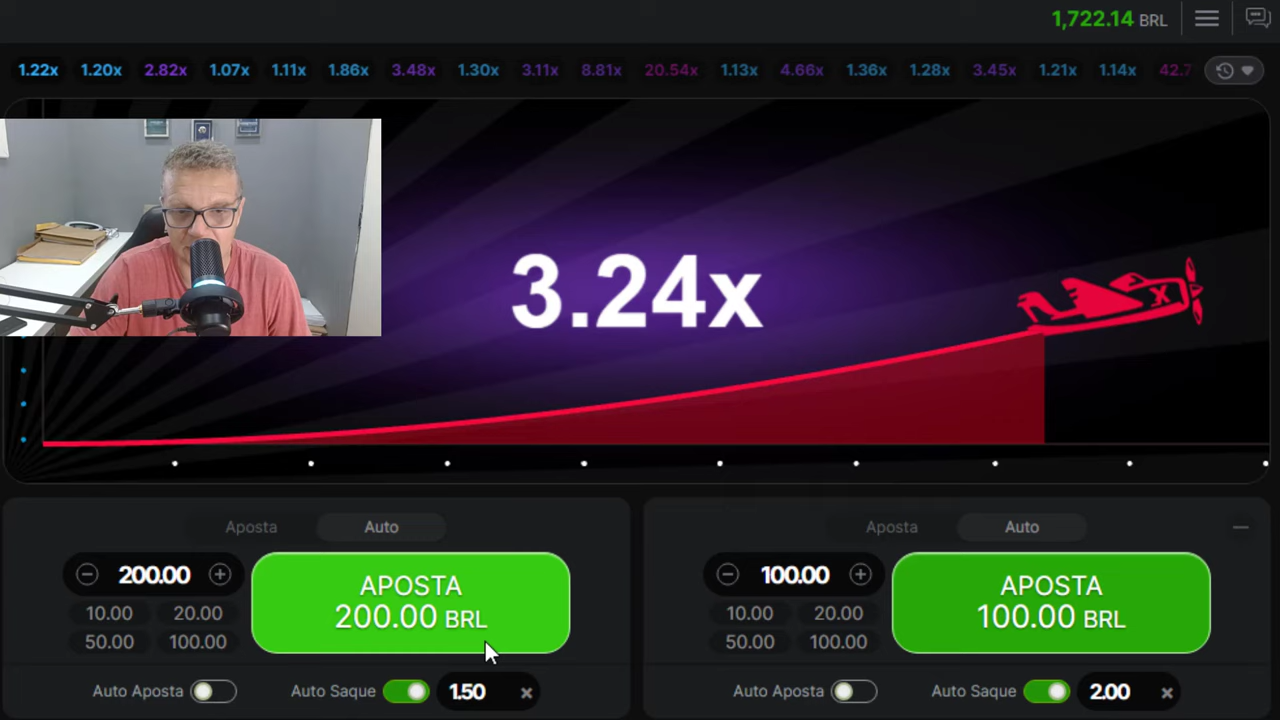 1,722.14 BRL
1.22x 1.20x 2.82x 1.07x 1.11x 1.86x 3.48x 1.30x 3.11x 8.81x 20.54x 1.13x 4.66x 1.36x 1.28x 3.45x 1.21x 1.14x 42.7
3.24x
X
Aposta Auto
200.00
10.00 20.00
50.00 100.00
APOSTA
200.00 BRL
Auto Aposta Auto Saque 1.50
Aposta Auto
100.00
10.00 20.00
50.00 100.00
APOSTA
100.00 BRL
Auto Aposta Auto Saque 2.00